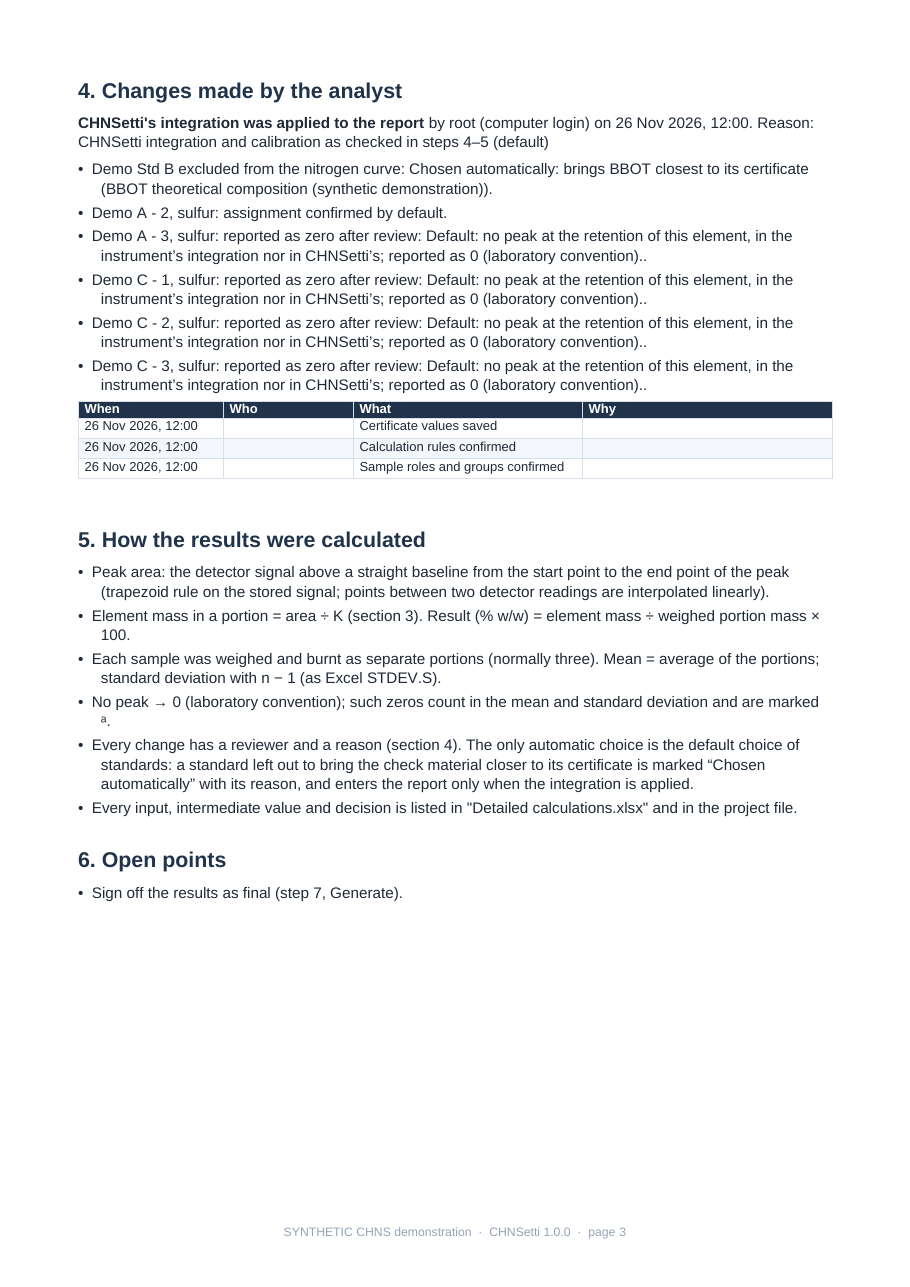 4. Changes made by the analyst
CHNSetti's integration was applied to the report by root (computer login) on 26 Nov 2026, 12:00. Reason:
CHNSetti integration and calibration as checked in steps 4–5 (default)
• Demo Std B excluded from the nitrogen curve: Chosen automatically: brings BBOT closest to its certificate
(BBOT theoretical composition (synthetic demonstration)).
• Demo A - 2, sulfur: assignment confirmed by default.
• Demo A - 3, sulfur: reported as zero after review: Default: no peak at the retention of this element, in the
instrument’s integration nor in CHNSetti’s; reported as 0 (laboratory convention)..
• Demo C - 1, sulfur: reported as zero after review: Default: no peak at the retention of this element, in the
instrument’s integration nor in CHNSetti’s; reported as 0 (laboratory convention)..
• Demo C - 2, sulfur: reported as zero after review: Default: no peak at the retention of this element, in the
instrument’s integration nor in CHNSetti’s; reported as 0 (laboratory convention)..
• Demo C - 3, sulfur: reported as zero after review: Default: no peak at the retention of this element, in the
instrument’s integration nor in CHNSetti’s; reported as 0 (laboratory convention)..
When Who What Why
26 Nov 2026, 12:00 Certificate values saved
26 Nov 2026, 12:00 Calculation rules confirmed
26 Nov 2026, 12:00 Sample roles and groups confirmed
5. How the results were calculated
• Peak area: the detector signal above a straight baseline from the start point to the end point of the peak
(trapezoid rule on the stored signal; points between two detector readings are interpolated linearly).
• Element mass in a portion = area ÷ K (section 3). Result (% w/w) = element mass ÷ weighed portion mass ×
100.
• Each sample was weighed and burnt as separate portions (normally three). Mean = average of the portions;
standard deviation with n − 1 (as Excel STDEV.S).
• No peak → 0 (laboratory convention); such zeros count in the mean and standard deviation and are marked
ᵃ.
• Every change has a reviewer and a reason (section 4). The only automatic choice is the default choice of
standards: a standard left out to bring the check material closer to its certificate is marked “Chosen
automatically” with its reason, and enters the report only when the integration is applied.
• Every input, intermediate value and decision is listed in "Detailed calculations.xlsx" and in the project file.
6. Open points
• Sign off the results as final (step 7, Generate).
SYNTHETIC CHNS demonstration · CHNSetti 1.0.0 · page 3